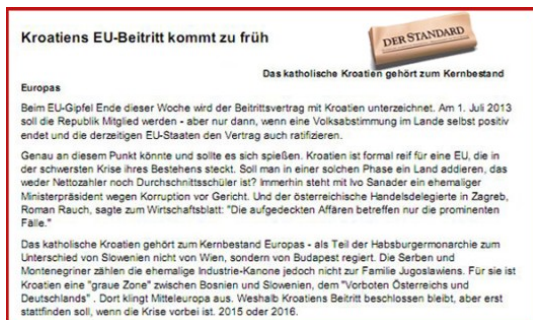 Kroatiens EU-Beitritt kommt zu früh
DER STANDARD
Das katholische Kroatien gehört zum Kernbestand
Europas
Beim EU-Gipfel Ende dieser Woche wird der Beitrittsvertrag mit Kroatien unterzeichnet. Am 1. Juli 2013
soll die Republik Mitglied werden - aber nur dann, wenn eine Volksabstimmung im Lande selbst positiv
endet und die derzeitigen EU-Staaten den Vertrag auch ratifizieren.
Genau an diesem Punkt könnte und sollte es sich spießen. Kroatien ist formal reif für eine EU, die in
der schwersten Krise ihres Bestehens steckt. Soll man in einer solchen Phase ein Land addieren, das
weder Nettozahler noch Durchschnittsschüler ist? Immerhin steht mit Ivo Sanader ein ehemaliger
Ministerpräsident wegen Korruption vor Gericht. Und der österreichische Handelsdelegierte in Zagreb,
Roman Rauch, sagte zum Wirtschaftsblatt: "Die aufgedeckten Affären betreffen nur die prominenten
Fälle."
Das katholische Kroatien gehört zum Kernbestand Europas - als Teil der Habsburgermonarchie zum
Unterschied von Slowenien nicht von Wien, sondern von Budapest regiert. Die Serben und
Montenegriner zählen die ehemalige Industrie-Kanone jedoch nicht zur Familie Jugoslawiens. Für sie ist
Kroatien eine "graue Zone" zwischen Bosnien und Slowenien, dem "Vorboten Österreichs und
Deutschlands" . Dort klingt Mitteleuropa aus. Weshalb Kroatiens Beitritt beschlossen bleibt, aber erst
stattfinden soll, wenn die Krise vorbei ist. 2015 oder 2016.